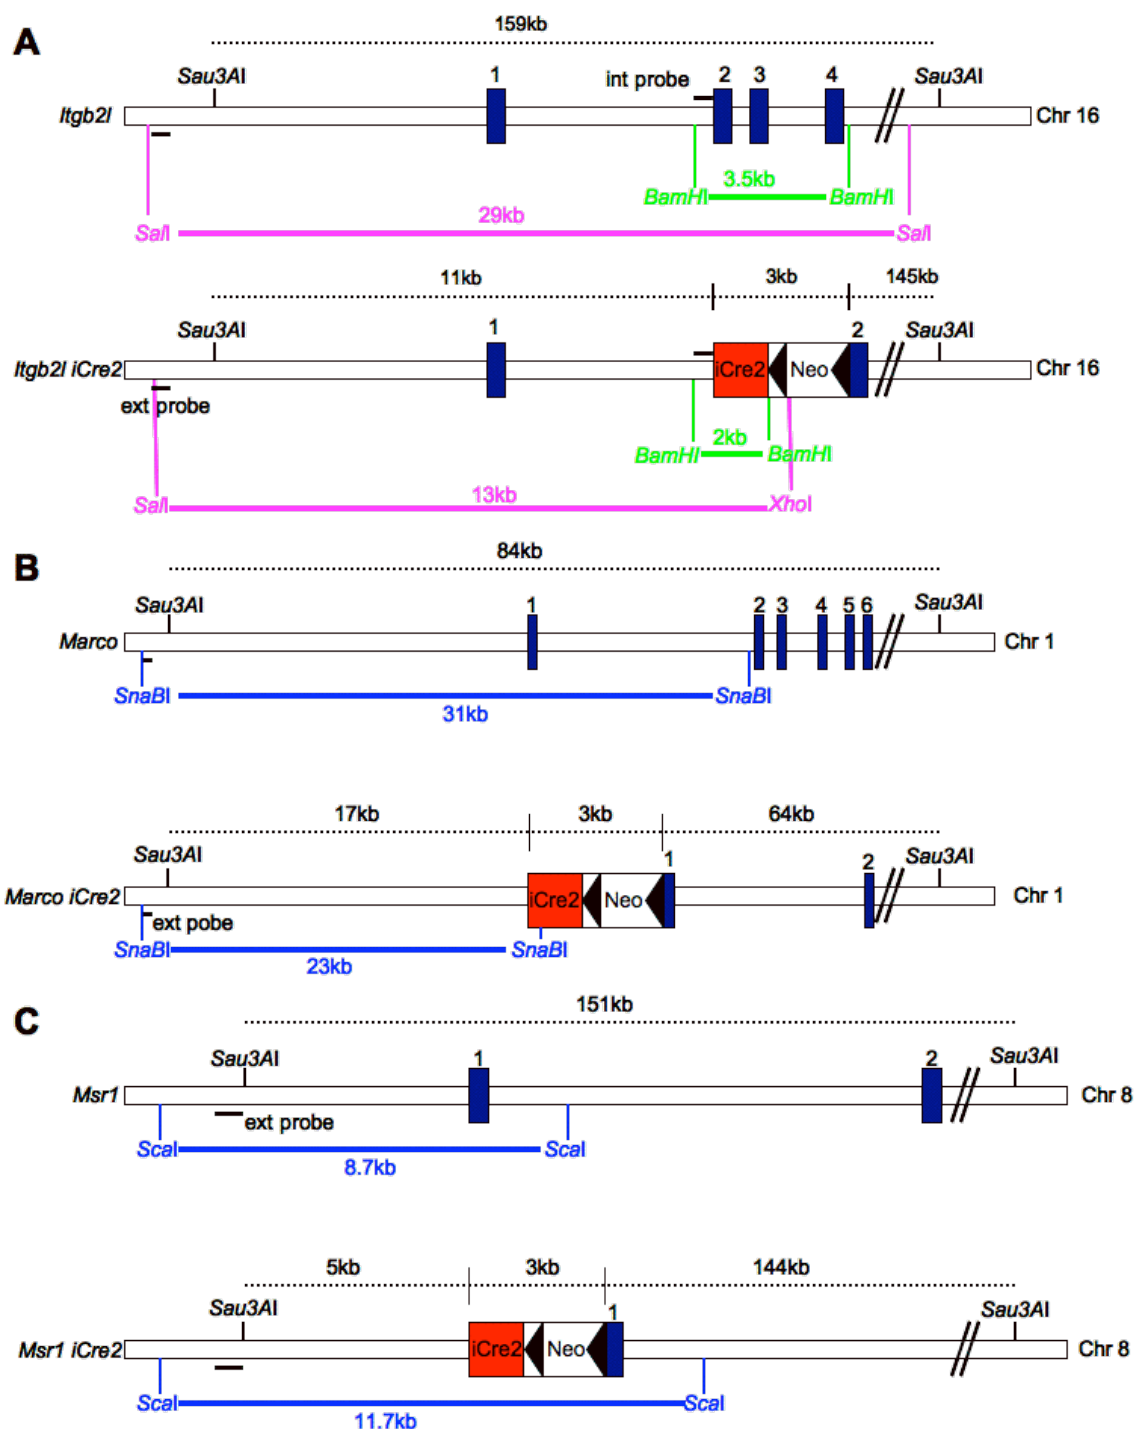 A
159kb
Sau3AI 1 int probe 2 3 4 Sau3AI
Itgb2l Chr 16
3.5kb
BamHI BamHI
29kb
SalI SalI
11kb 3kb 145kb
Sau3AI 1 2 Sau3AI
Itgb2l iCre2 iCre2 Neo Chr 16
ext probe
2kb
BamHI BamHI
13kb
SalI XhoI
B
84kb
Sau3AI 1 2 3 4 5 6 Sau3AI
Marco Chr 1
SnaBI SnaBI
31kb
17kb 3kb 64kb
Sau3AI 1 2 Sau3AI
Marco iCre2 iCre2 Neo Chr 1
ext pobe
SnaBI SnaBI
23kb
C
151kb
Sau3AI 1 2 Sau3AI
Msr1 Chr 8
ext probe
ScaI ScaI
8.7kb
5kb 3kb 144kb
Sau3AI 1 Sau3AI
Msr1 iCre2 iCre2 Neo Chr 8
ScaI ScaI
11.7kb